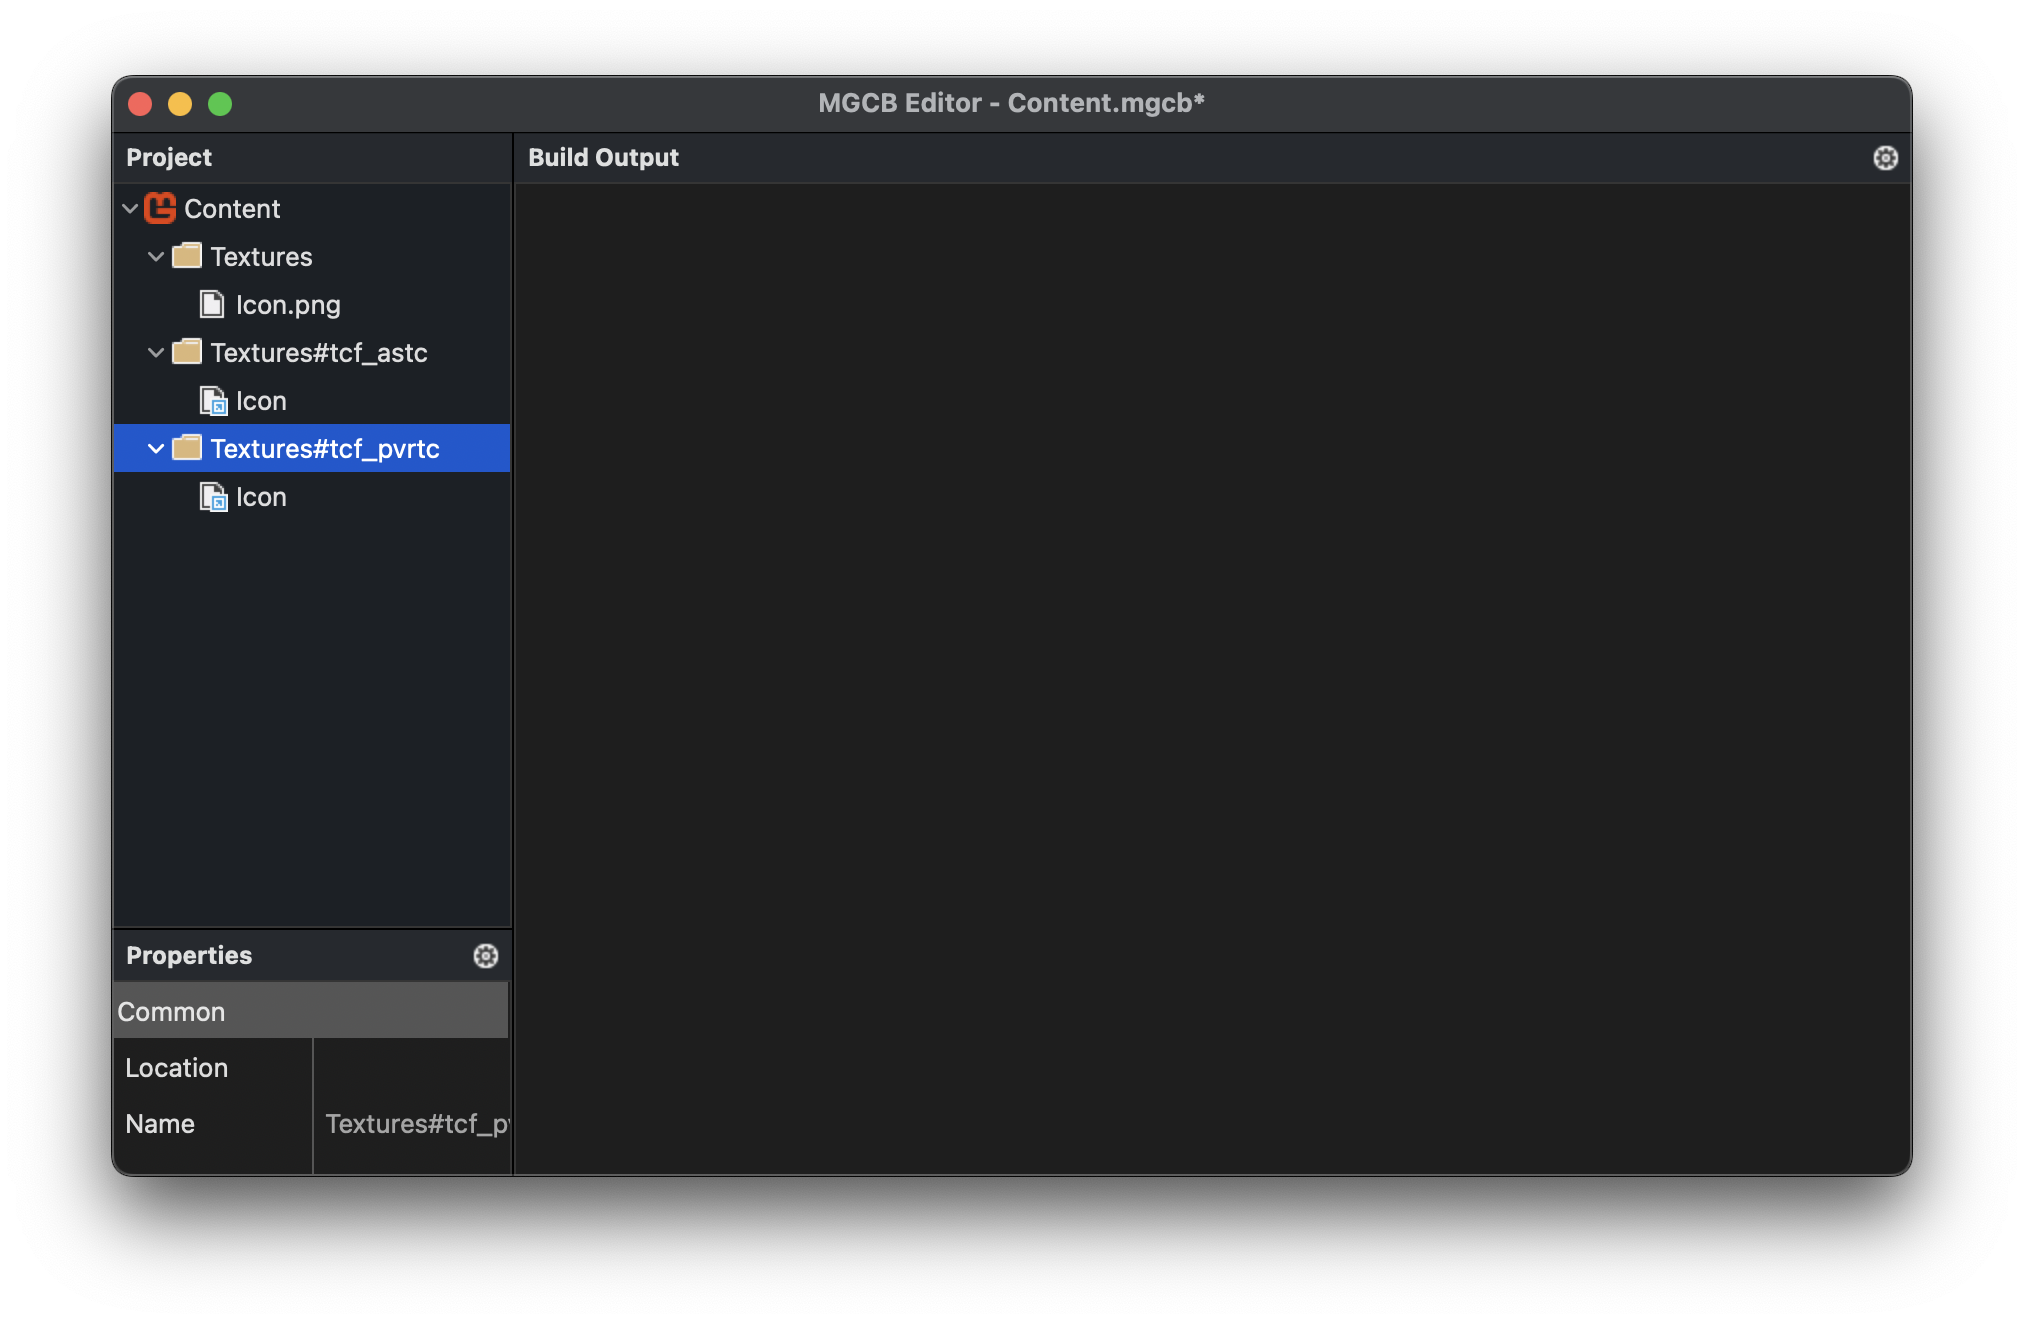 MGCB Editor - Content.mgcb*
Project
Build Output
Content
Textures
Icon.png
Textures#tcf_astc
Icon
Textures#tcf_pvrtc
Icon
Properties
Common
Location
Name
Textures#tcf_p